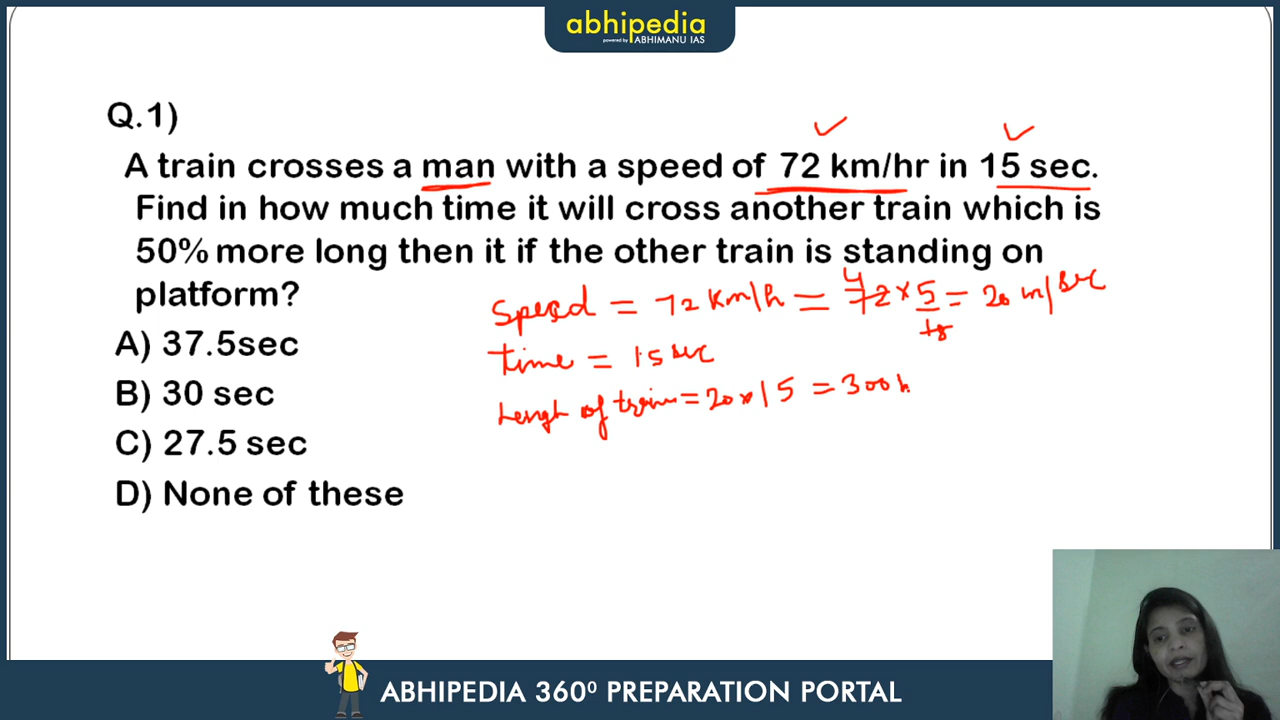 abhipedia
powered by ABHIMANU IAS
Q.1)
A train crosses a man with a speed of 72 km/hr in 15 sec.
Find in how much time it will cross another train which is
50% more long then it if the other train is standing on
platform?
Speed = 72 km/h = 72 × 5/18 = 20 m/sec
4
A) 37.5sec
time = 15 sec
B) 30 sec
Lengh of train = 20 × 15 = 300
C) 27.5 sec
D) None of these
ABHIPEDIA 360⁰ PREPARATION PORTAL